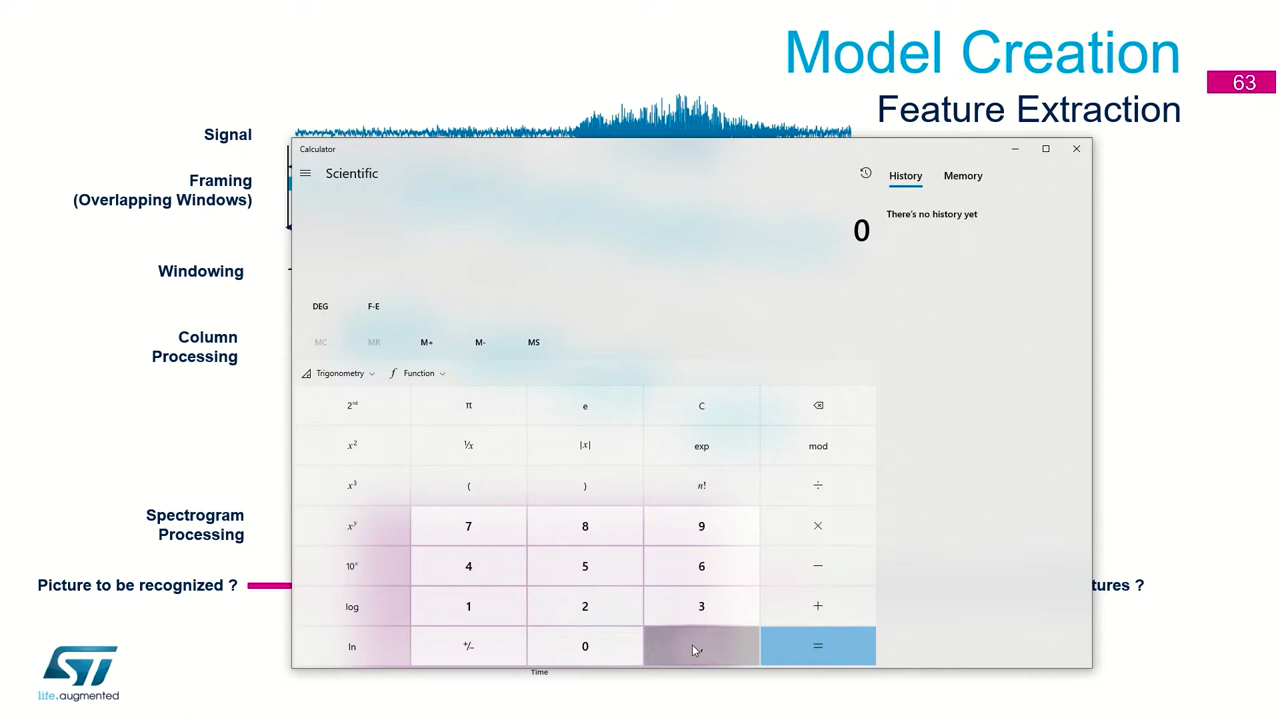 Model Creation
63
Feature Extraction
Signal
Framing
(Overlapping Windows)
Windowing
Column
Processing
Spectrogram
Processing
Picture to be recognized ?
tures ?
Calculator
Scientific
History
Memory
There's no history yet
0
DEG
F-E
MC
MR
M+
M-
MS
Trigonometry
f Function
2ⁿᵈ
π
e
C
x²
⅟x
|x|
exp
mod
x³
(
)
n!
÷
xʸ
7
8
9
×
10ˣ
4
5
6
−
log
1
2
3
+
ln
+/−
0
=
Time
ST
life.augmented